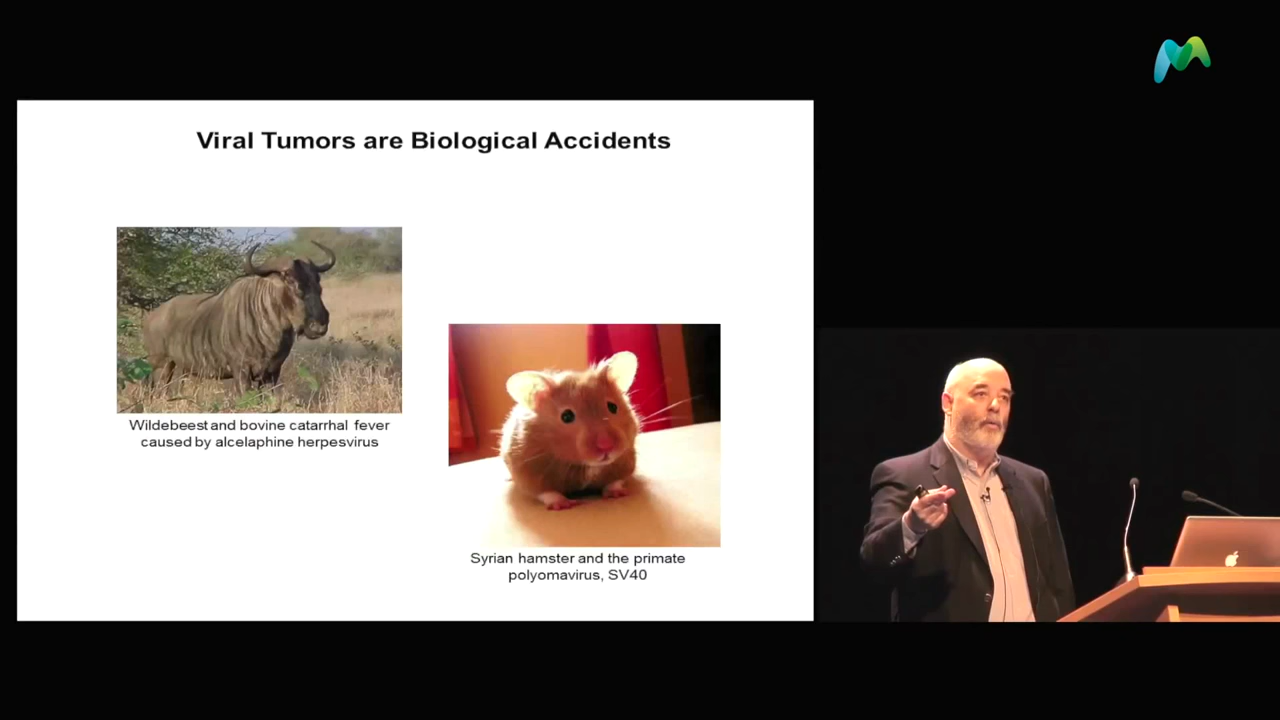 Viral Tumors are Biological Accidents
Wildebeest and bovine catarrhal fever
caused by alcelaphine herpesvirus
Syrian hamster and the primate
polyomavirus, SV40